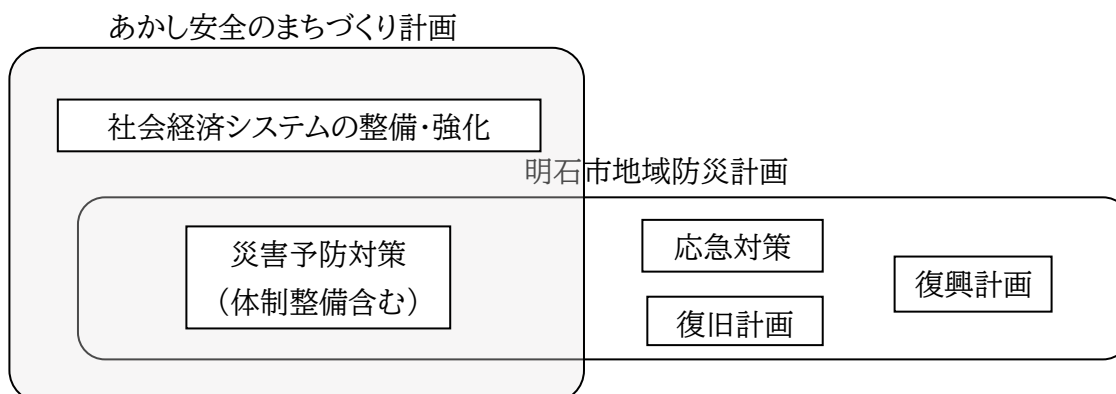 あかし安全のまちづくり計画
社会経済システムの整備・強化
明石市地域防災計画
災害予防対策
（体制整備含む）
応急対策
復旧計画
復興計画